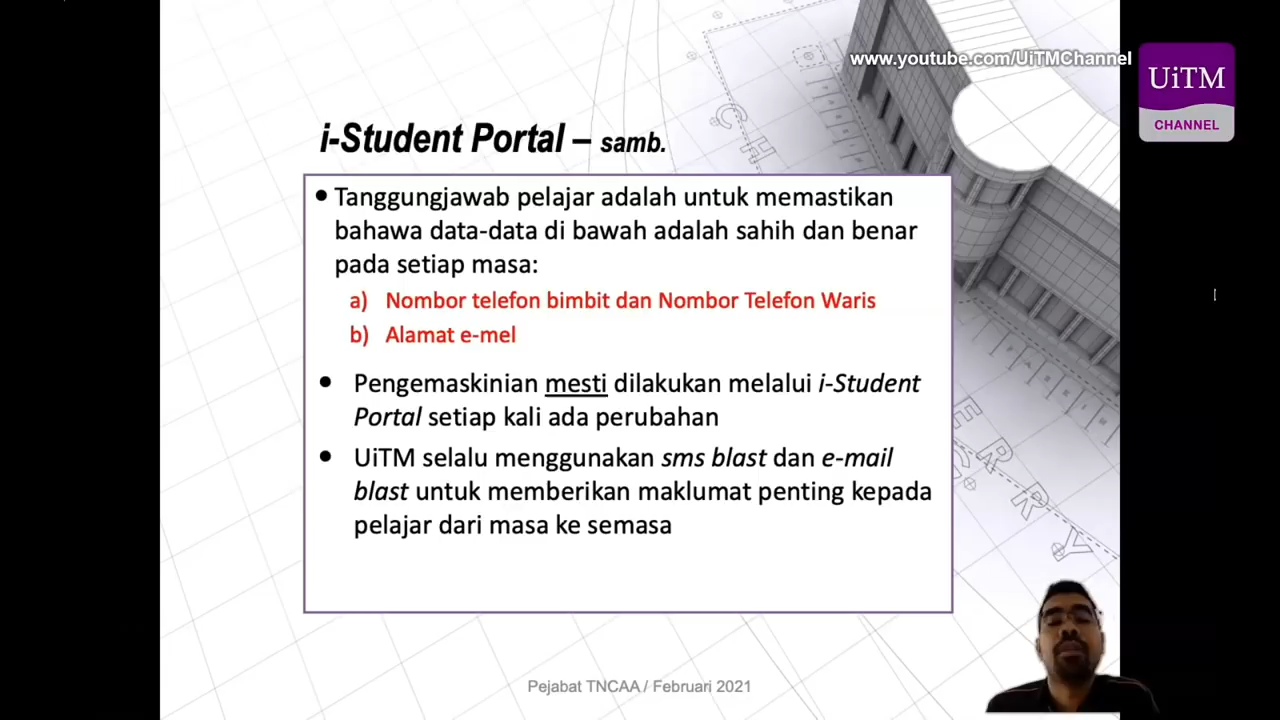 www.youtube.com/UiTMChannel
UiTM
CHANNEL
i-Student Portal – samb.
• Tanggungjawab pelajar adalah untuk memastikan
bahawa data-data di bawah adalah sahih dan benar
pada setiap masa:
a) Nombor telefon bimbit dan Nombor Telefon Waris
b) Alamat e-mel
• Pengemaskinian mesti dilakukan melalui i-Student
Portal setiap kali ada perubahan
• UiTM selalu menggunakan sms blast dan e-mail
blast untuk memberikan maklumat penting kepada
pelajar dari masa ke semasa
Pejabat TNCAA / Februari 2021